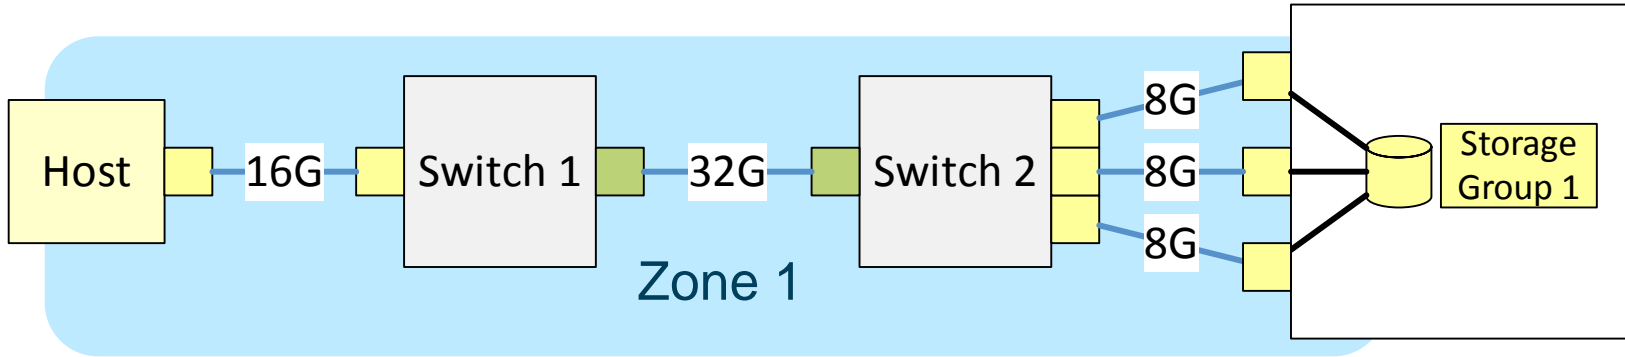 Host
16G
Switch 1
32G
Switch 2
8G
8G
8G
Storage
Group 1
Zone 1